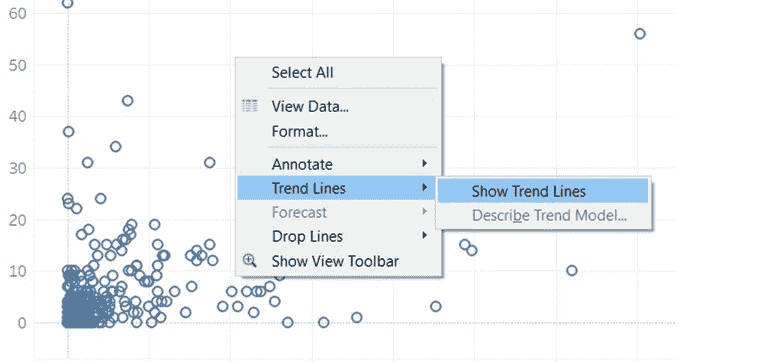 60
50
40
30
20
10
0
Select All
View Data...
Format...
Annotate
Trend Lines
Forecast
Drop Lines
Show View Toolbar
Show Trend Lines
Describe Trend Model...